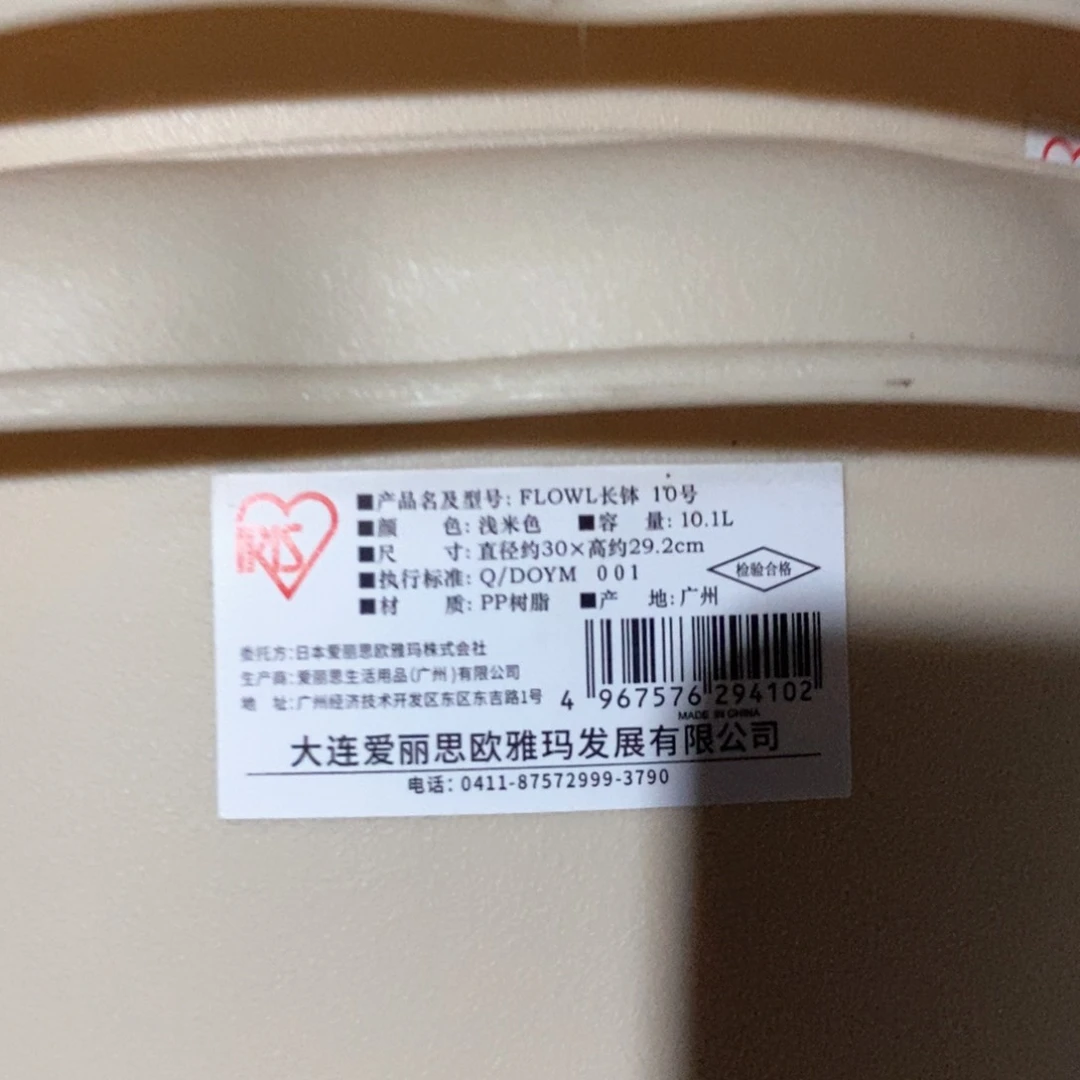 IRIS
■产品名及型号: FLOWL长钵 10号
■颜 色: 浅米色 ■容 量: 10.1L
■尺 寸: 直径约30×高约29.2cm
■执行标准: Q/DOYM 001
检验合格
■材 质: PP树脂 ■产 地: 广州
委托方: 日本爱丽思欧雅玛株式会社
生产商: 爱丽思生活用品(广州)有限公司
地 址: 广州经济技术开发区东区东吉路1号
4 967576 294102
MADE IN CHINA
大连爱丽思欧雅玛发展有限公司
电话: 0411-87572999-3790